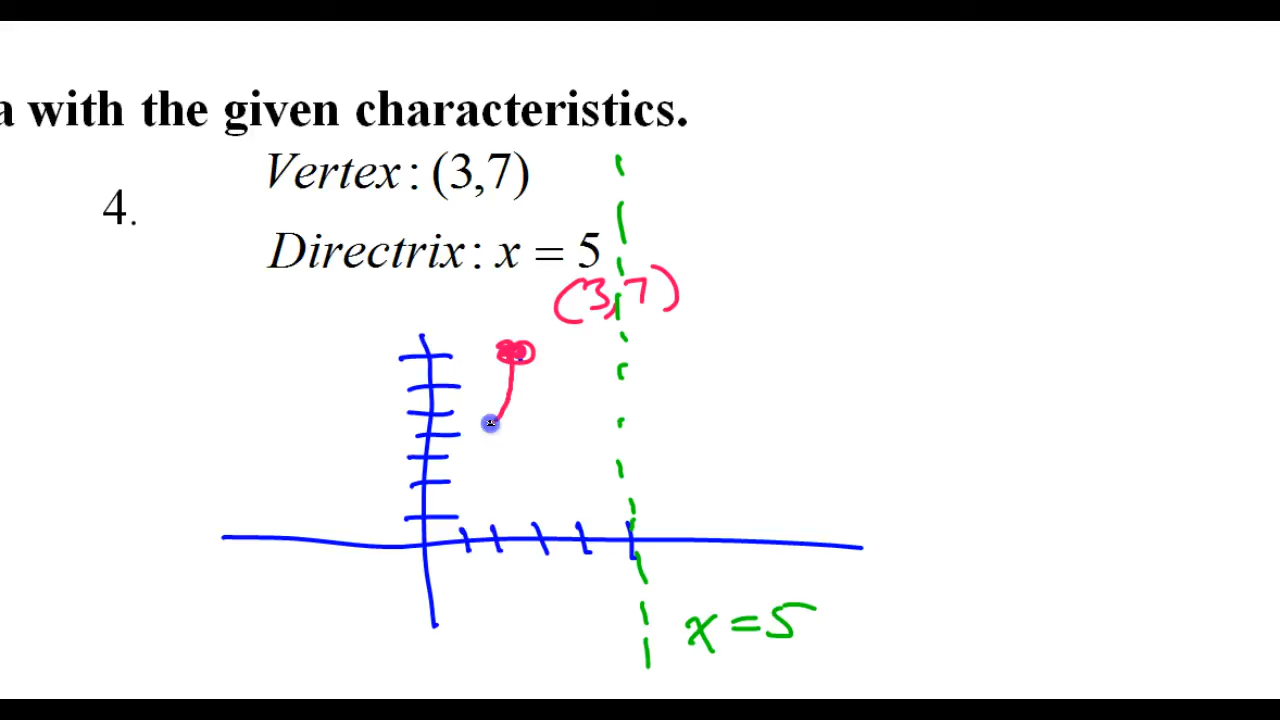 a with the given characteristics.
Vertex: (3,7)
4.
Directrix: x = 5
(3,7)
x=5